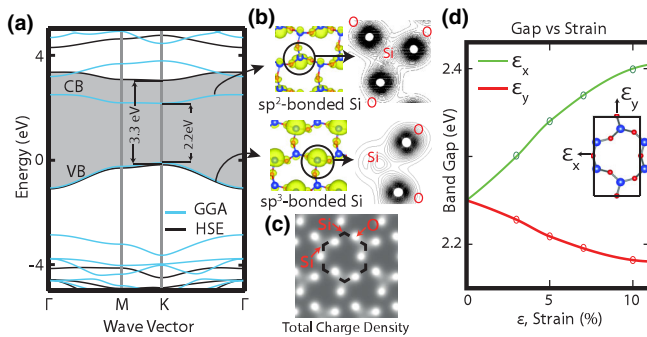 (a)
Energy (eV)
4
0
-4
CB
VB
3.3 eV
2.2eV
GGA
HSE
Γ
M
K
Γ
Wave Vector
(b)
Si
O
O
O
sp²-bonded Si
Si
O
O
sp³-bonded Si
(c)
Si
O
Si
Total Charge Density
(d)
Gap vs Strain
Band Gap (eV)
2.4
2.2
εx
εy
εy
εx
0
5
10
ε, Strain (%)